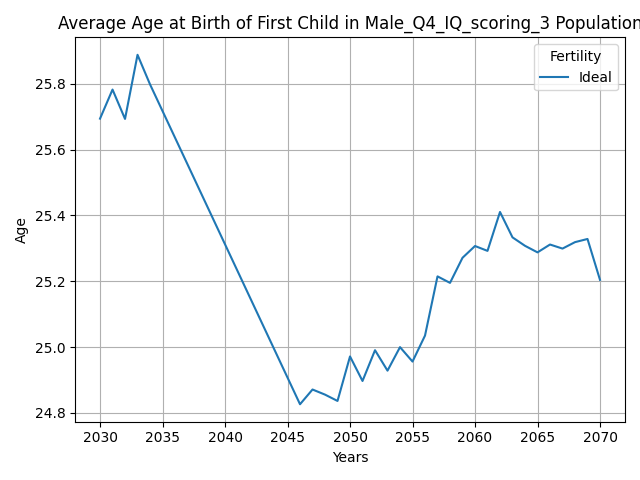 Average Age at Birth of First Child in Male_Q4_IQ_scoring_3 Population
Fertility
Ideal
Age
25.8
25.6
25.4
25.2
25.0
24.8
2030 2035 2040 2045 2050 2055 2060 2065 2070
Years